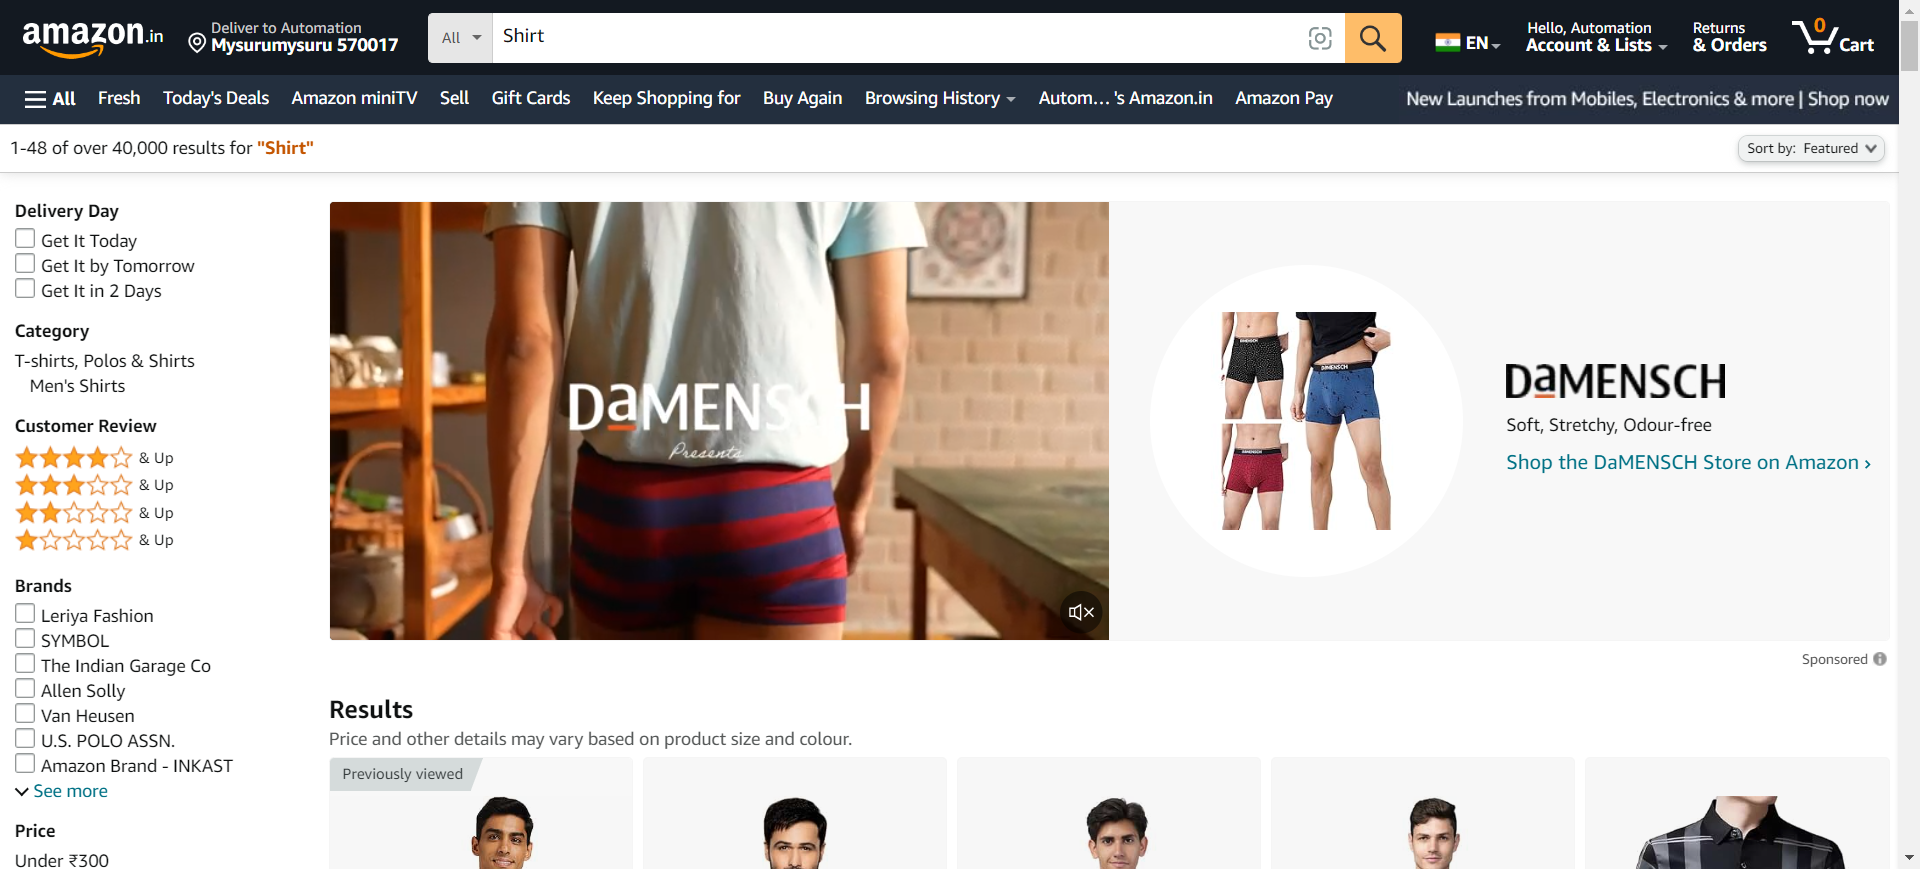 amazon.in
Deliver to Automation
Mysurumysuru 570017
All
Shirt
EN
Hello, Automation
Account & Lists
Returns
& Orders
0
Cart
All
Fresh
Today's Deals
Amazon miniTV
Sell
Gift Cards
Keep Shopping for
Buy Again
Browsing History
Autom... 's Amazon.in
Amazon Pay
New Launches from Mobiles, Electronics & more | Shop now
1-48 of over 40,000 results for "Shirt"
Sort by: Featured
Delivery Day
Get It Today
Get It by Tomorrow
Get It in 2 Days
Category
T-shirts, Polos & Shirts
Men's Shirts
Customer Review
& Up
& Up
& Up
& Up
Brands
Leriya Fashion
SYMBOL
The Indian Garage Co
Allen Solly
Van Heusen
U.S. POLO ASSN.
Amazon Brand - INKAST
See more
Price
Under ₹300
DaMENSCH
Presents
DAMENSCH
DAMENSCH
DAMENSCH
DaMENSCH
Soft, Stretchy, Odour-free
Shop the DaMENSCH Store on Amazon ›
Sponsored
Results
Price and other details may vary based on product size and colour.
Previously viewed